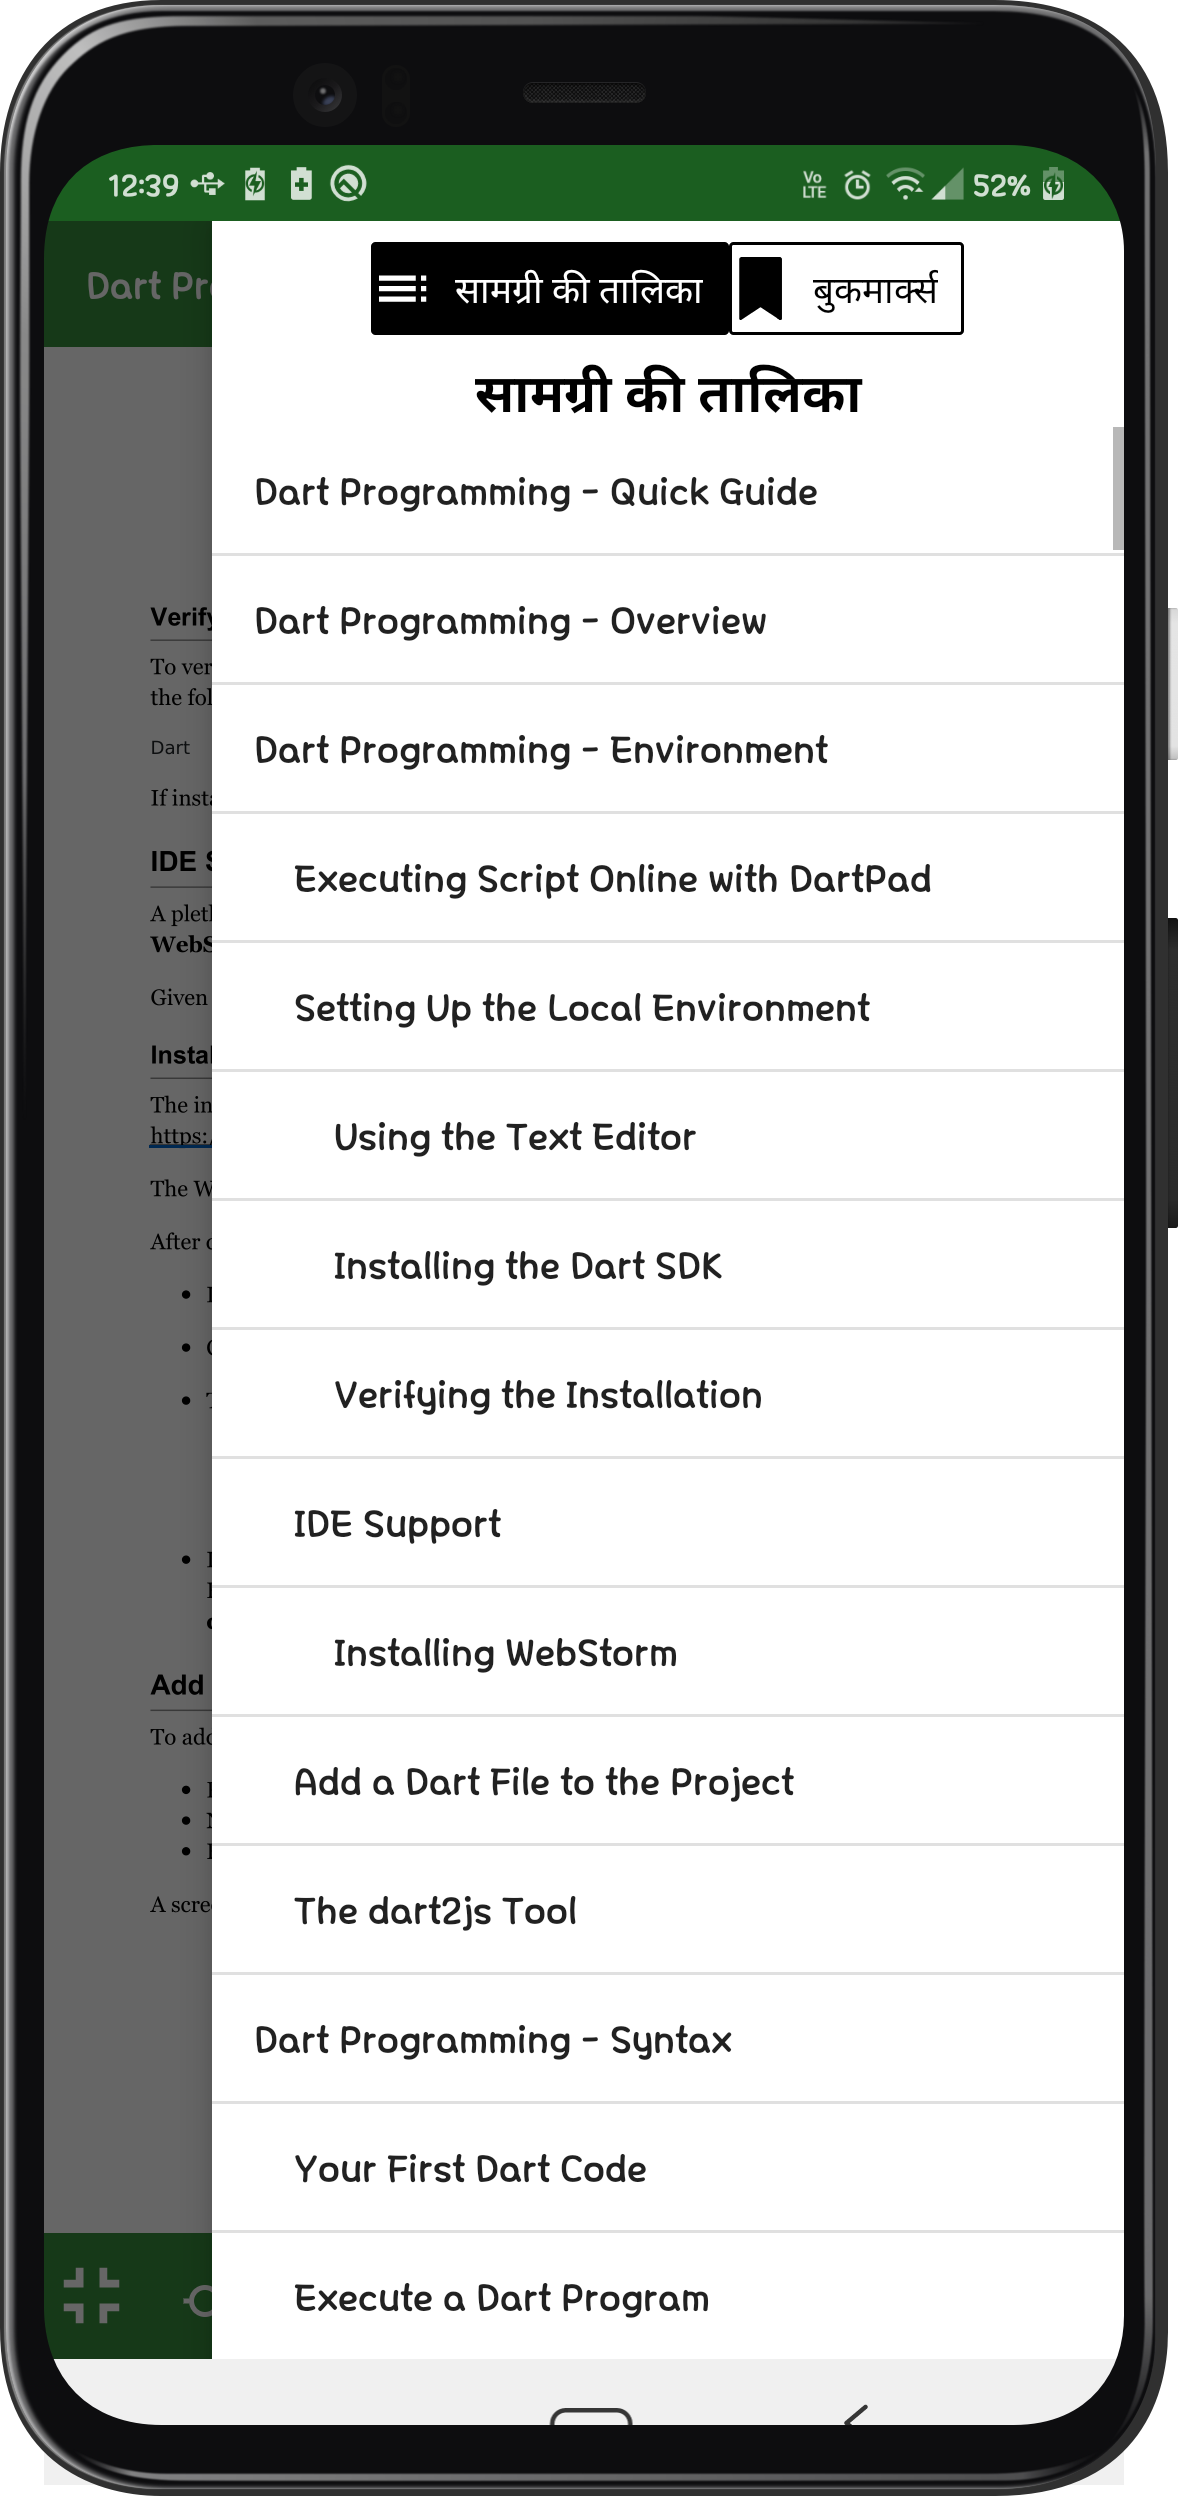 12:39
Vo LTE
52%
Dart Pr
सामग्री की तालिका
बुकमार्क्स
सामग्री की तालिका
Dart Programming - Quick Guide
Dart Programming - Overview
Dart Programming - Environment
Executing Script Online with DartPad
Setting Up the Local Environment
Using the Text Editor
Installing the Dart SDK
Verifying the Installation
IDE Support
Installing WebStorm
Add a Dart File to the Project
The dart2js Tool
Dart Programming - Syntax
Your First Dart Code
Execute a Dart Program
Verify
To ver
the fol
Dart
If inst
IDE
A plet
WebS
Given
Instal
The in
https:
The W
After
Add
To add
A scre